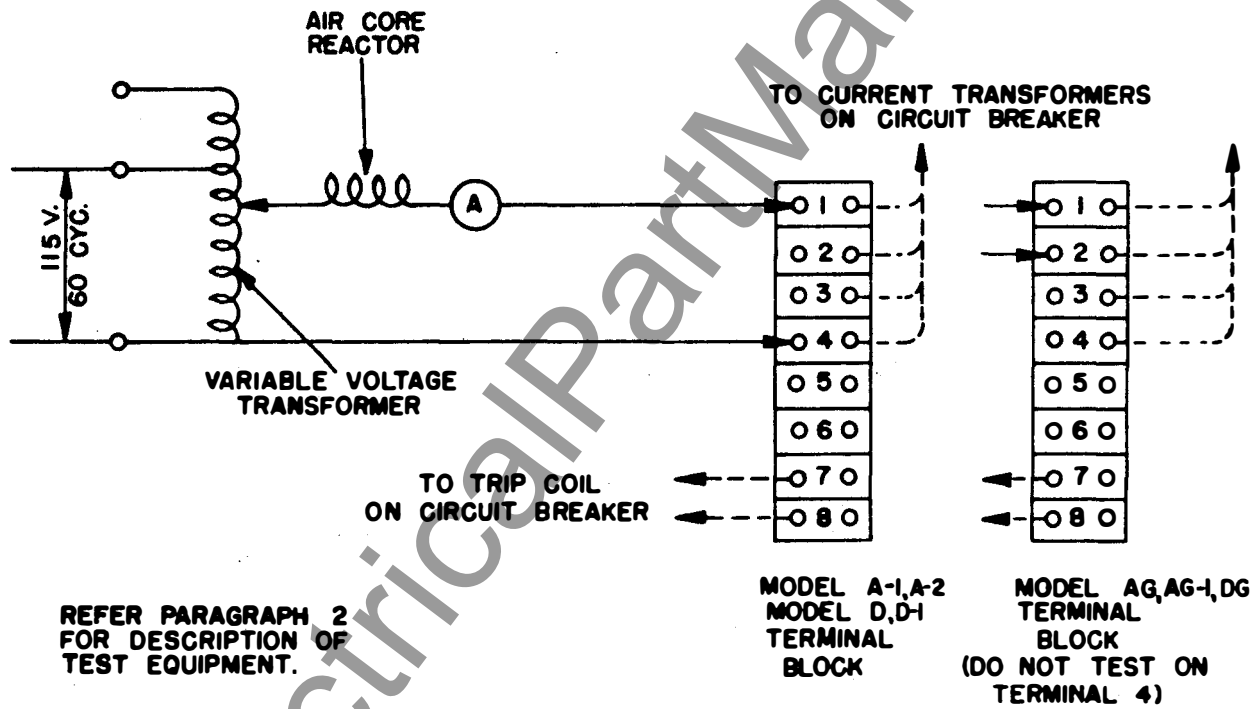 AIR CORE
REACTOR
TO CURRENT TRANSFORMERS
ON CIRCUIT BREAKER
115 V.
60 CYC.
A
1
2
3
4
5
6
7
8
1
2
3
4
5
6
7
8
VARIABLE VOLTAGE
TRANSFORMER
TO TRIP COIL
ON CIRCUIT BREAKER
REFER PARAGRAPH 2
FOR DESCRIPTION OF
TEST EQUIPMENT.
MODEL A-1,A-2
MODEL D,D-1
TERMINAL
BLOCK
MODEL AG,AG-1,DG
TERMINAL
BLOCK
(DO NOT TEST ON
TERMINAL 4)
ctricalPartMa